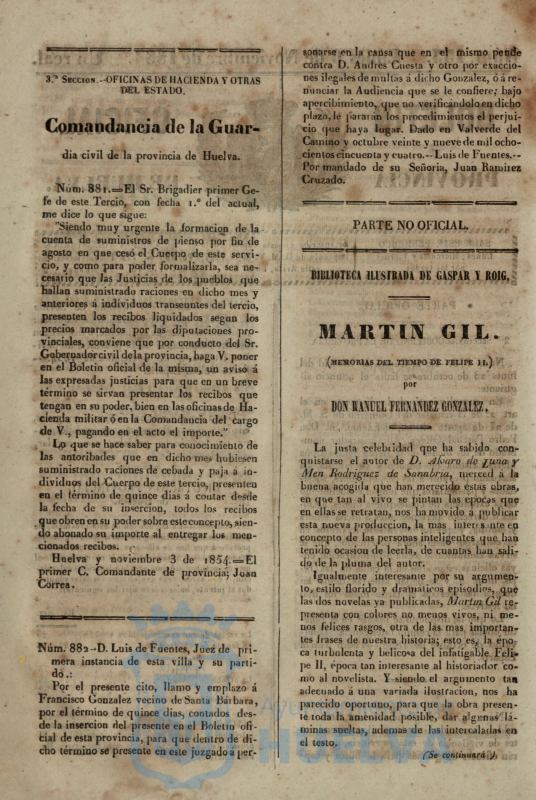 3.ª SECCION.--OFICINAS DE HACIENDA Y OTRAS
DEL ESTADO.
Comandancia de la Guar-
dia civil de la provincia de Huelva.
Núm. 881.=El Sr. Brigadier primer Ge-
fe de este Tercio, con fecha 1.º del actual,
me dice lo que sigue:
"Siendo muy urgente la formacion de la
cuenta de suministros de pienso por fin de
agosto en que cesó el Cuerpo de este servi-
cio, y como para poder formalizarla, sea ne-
cesario que las Justicias de los pueblos que
hallan suministrado raciones en dicho mes y
anteriores á individuos transeuntes del tercio,
presenten los recibos liquidados segun los
precios marcados por las diputaciones pro-
vinciales, conviene que por conducto del Sr.
Gobernador civil de la provincia, haga V. poner
en el Boletin oficial de la misma, un aviso á
las expresadas justicias para que en un breve
término se sirvan presentar los recibos que
tengan en su poder, bien en las oficinas de Ha-
cienda militar ó en la Comandancia del cargo
de V., pagando en el acto el importe."
Lo que se hace saber para conocimiento de
las antoribades que en dicho mes hubiesen
suministrado raciones de cebada y paja á in-
dividuos del Cuerpo de este tercio, presenten
en el término de quince dias á contar desde
la fecha de su insercion, todos los recibos
que obren en su poder sobre este concepto, sien-
do abonado su importe al entregar los men-
cionados recibos.
Huelva y noviembre 3 de 1854.=El
primer C. Comandante de provincia; Juan
Correa.
Núm. 882--D. Luis de Fuentes, Juez de pri-
mera instancia de esta villa y su parti-
do .:
Por el presente cito, llamo y emplazo á
Francisco Gonzalez vecino de Santa Bárbara,
por el término de quince dias, contados des-
de la insercion del presente en el Boletin ofi-
cial de esta provincia, para que dentro de di-
cho término se presente en este juzgado á per-
sonarse en la causa que en el mismo pende
contra D. Andres Cuesta y otro por exaccio-
nes ilegales de multas á dicho Gonzalez, ó á re-
nunciar la Audiencia que se le confiere; bajo
apercibimiento, que no verificándolo en dicho
plazo, le pararán los procedimientos el perjui-
cio que haya lugar. Dado en Valverde del
Camino y octubre veinte y nueve de mil ocho-
cientos cincuenta y cuatro.--Luis de Fuentes.--
Por mandado de su Señoria, Juan Ramirez
Cruzado.
PARTE NO OFICIAL.
BIBLIOTECA ILUSTRADA DE GASPAR Y ROIG.
MARTIN GIL.
(MEMORIAS DEL TIEMPO DE FELIPE II.)
por
DON MANUEL FERNANDEZ GONZALEZ.
La justa celebridad que ha sabido con-
quistarse el autor de D. Alvaro de Luna y
Men Rodriguez de Sanabria, merced á la
buena acogida que han merecido estas obras,
en que tan al vivo se pintan las épocas que
en ellas se retratan, nos ha movido á publicar
esta nueva produccion, la mas interesante en
concepto de las personas inteligentes que han
tenido ocasion de leerla, de cuantas han sali-
do de la pluma del autor.
Igualmente interesante por su argumen-
to, estilo florido y dramaticos episodios, que
las dos novelas ya publicadas, Martin Gil re-
presenta con colores no menos vivos, ni me-
nos felices rasgos, otra de las mas importan-
tes frases de nuestra historia; esto es, la épo-
ca turbulenta y belicosa del infatigable Feli-
pe II, época tan interesante al historiador co-
mo al novelista. Y siendo el argumento tan
adecuado á una variada ilustracion, nos ha
parecido oportuno, para que la obra presen-
te toda la amenidad posible, dar algunas lá-
minas sueltas, ademas de las intercaladas en
el testo.
(Se continuará).
HUELVA